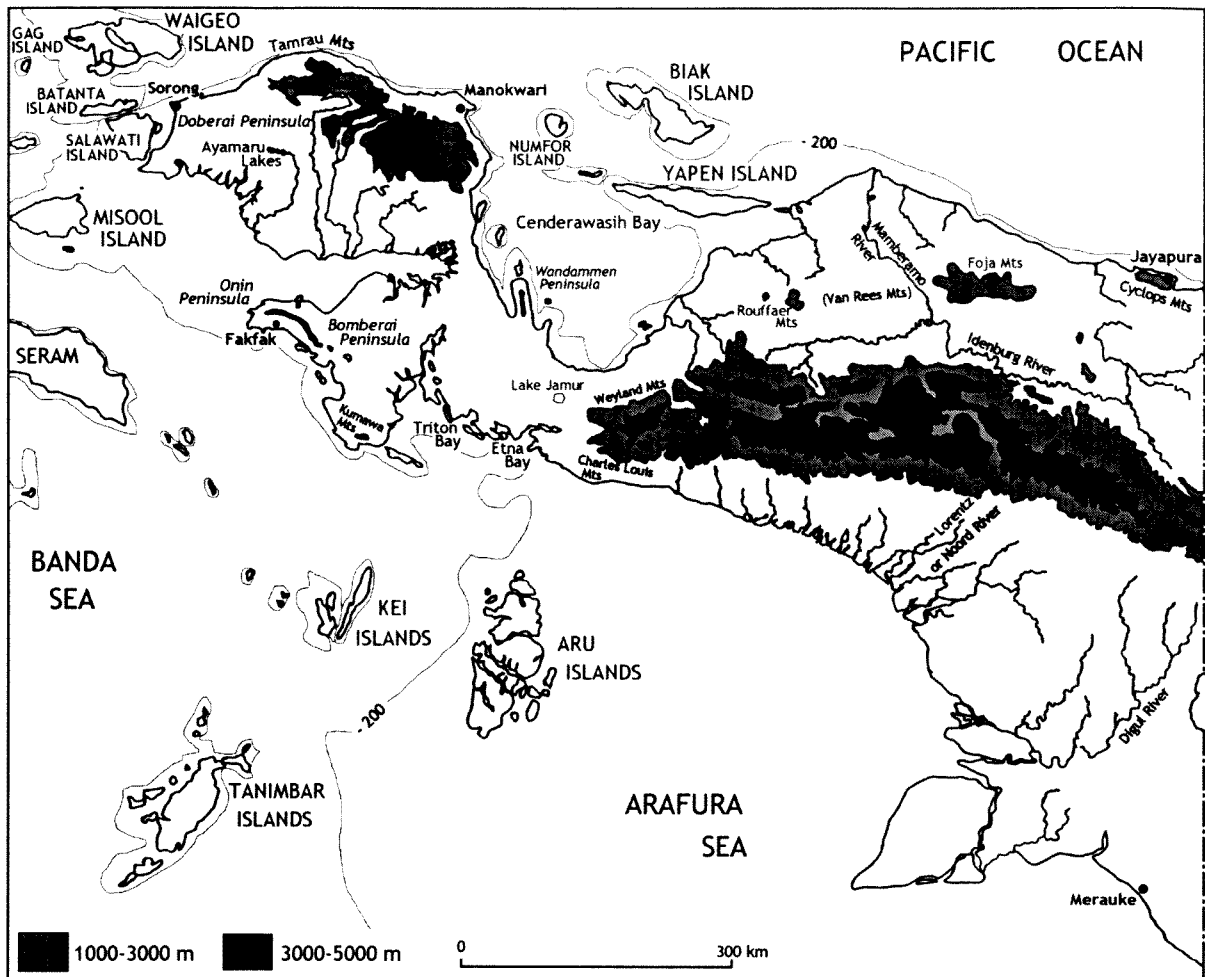 WAIGEO
ISLAND
GAG
ISLAND
Tamrau Mts
PACIFIC OCEAN
BIAK
ISLAND
BATANTA
ISLAND
Sorong
Manokwari
Doberai Peninsula
SALAWATI
ISLAND
Ayamaru
Lakes
NUMFOR
ISLAND
- 200
YAPEN ISLAND
MISOOL
ISLAND
Cenderawasih Bay
Mamberamo
River
Foja Mts
Jayapura
Cyclops Mts
Wandammen
Peninsula
Onin
Peninsula
(Van Rees Mts)
Rouffaer
Mts
Fakfak
Bomberai
Peninsula
SERAM
Idenburg River
Lake Jamur
Weyland Mts
Kumawa
Mts
Triton
Bay
Etna
Bay
Charles Louis
Mts
Lorentz
or Noord River
BANDA
SEA
KEI
ISLANDS
ARU
ISLANDS
- 200
Digul River
TANIMBAR
ISLANDS
ARAFURA
SEA
Merauke
1000-3000 m
3000-5000 m
0
300 km